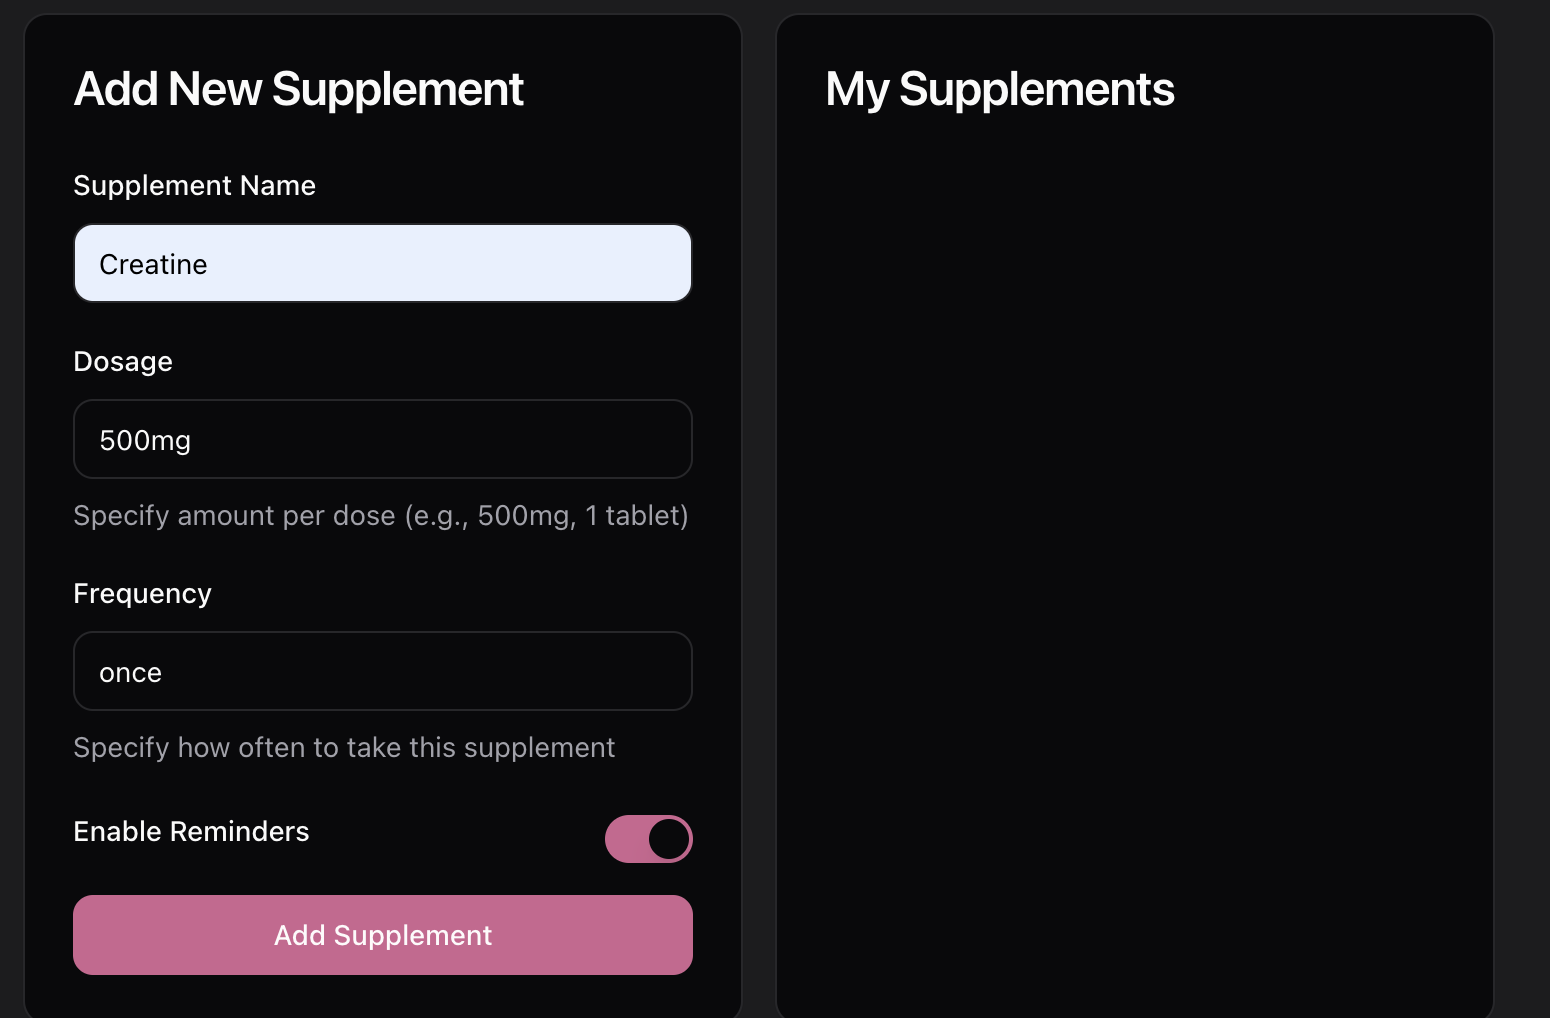 Add New Supplement
Supplement Name
Creatine
Dosage
500mg
Specify amount per dose (e.g., 500mg, 1 tablet)
Frequency
once
Specify how often to take this supplement
Enable Reminders
Add Supplement
My Supplements